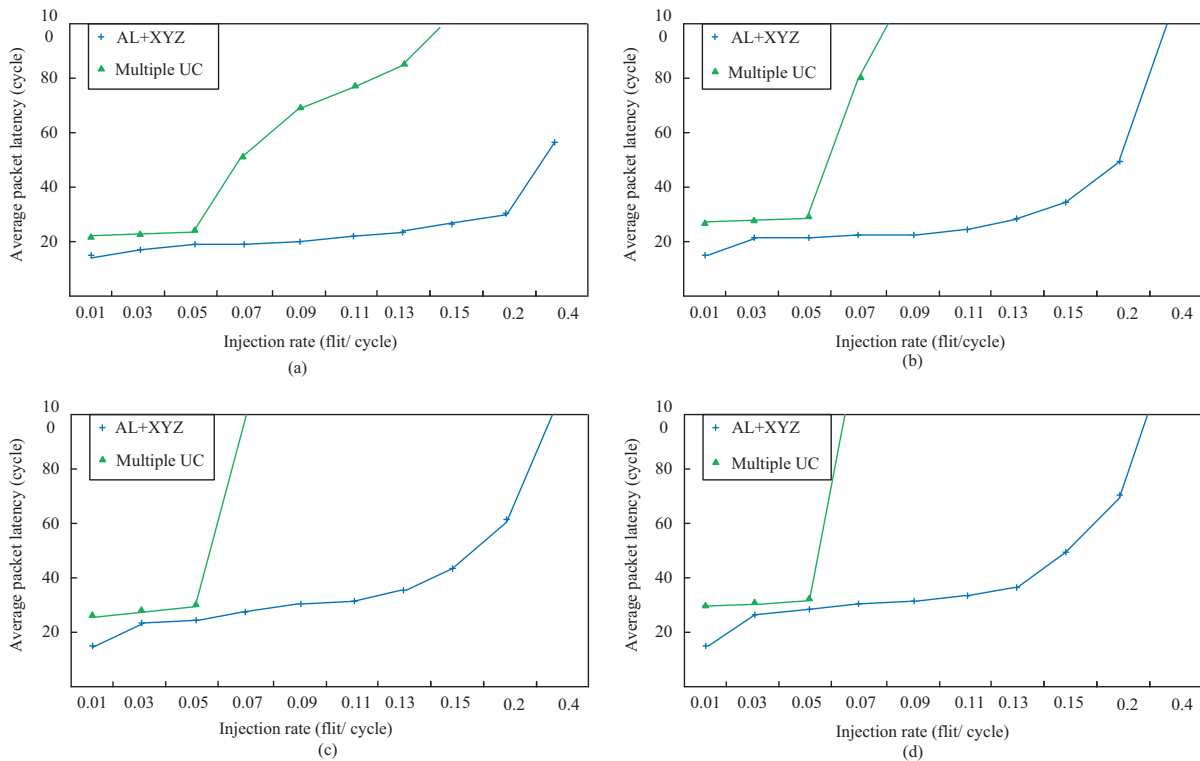 10
0
80
60
40
20
Average packet latency (cycle)
AL+XYZ
Multiple UC
0.01 0.03 0.05 0.07 0.09 0.11 0.13 0.15 0.2 0.4
Injection rate (flit/ cycle)
(a)
10
0
80
60
40
20
Average packet latency (cycle)
AL+XYZ
Multiple UC
0.01 0.03 0.05 0.07 0.09 0.11 0.13 0.15 0.2 0.4
Injection rate (flit/cycle)
(b)
10
0
80
60
40
20
Average packet latency (cycle)
AL+XYZ
Multiple UC
0.01 0.03 0.05 0.07 0.09 0.11 0.13 0.15 0.2 0.4
Injection rate (flit/ cycle)
(c)
10
0
80
60
40
20
Average packet latency (cycle)
AL+XYZ
Multiple UC
0.01 0.03 0.05 0.07 0.09 0.11 0.13 0.15 0.2 0.4
Injection rate (flit/ cycle)
(d)